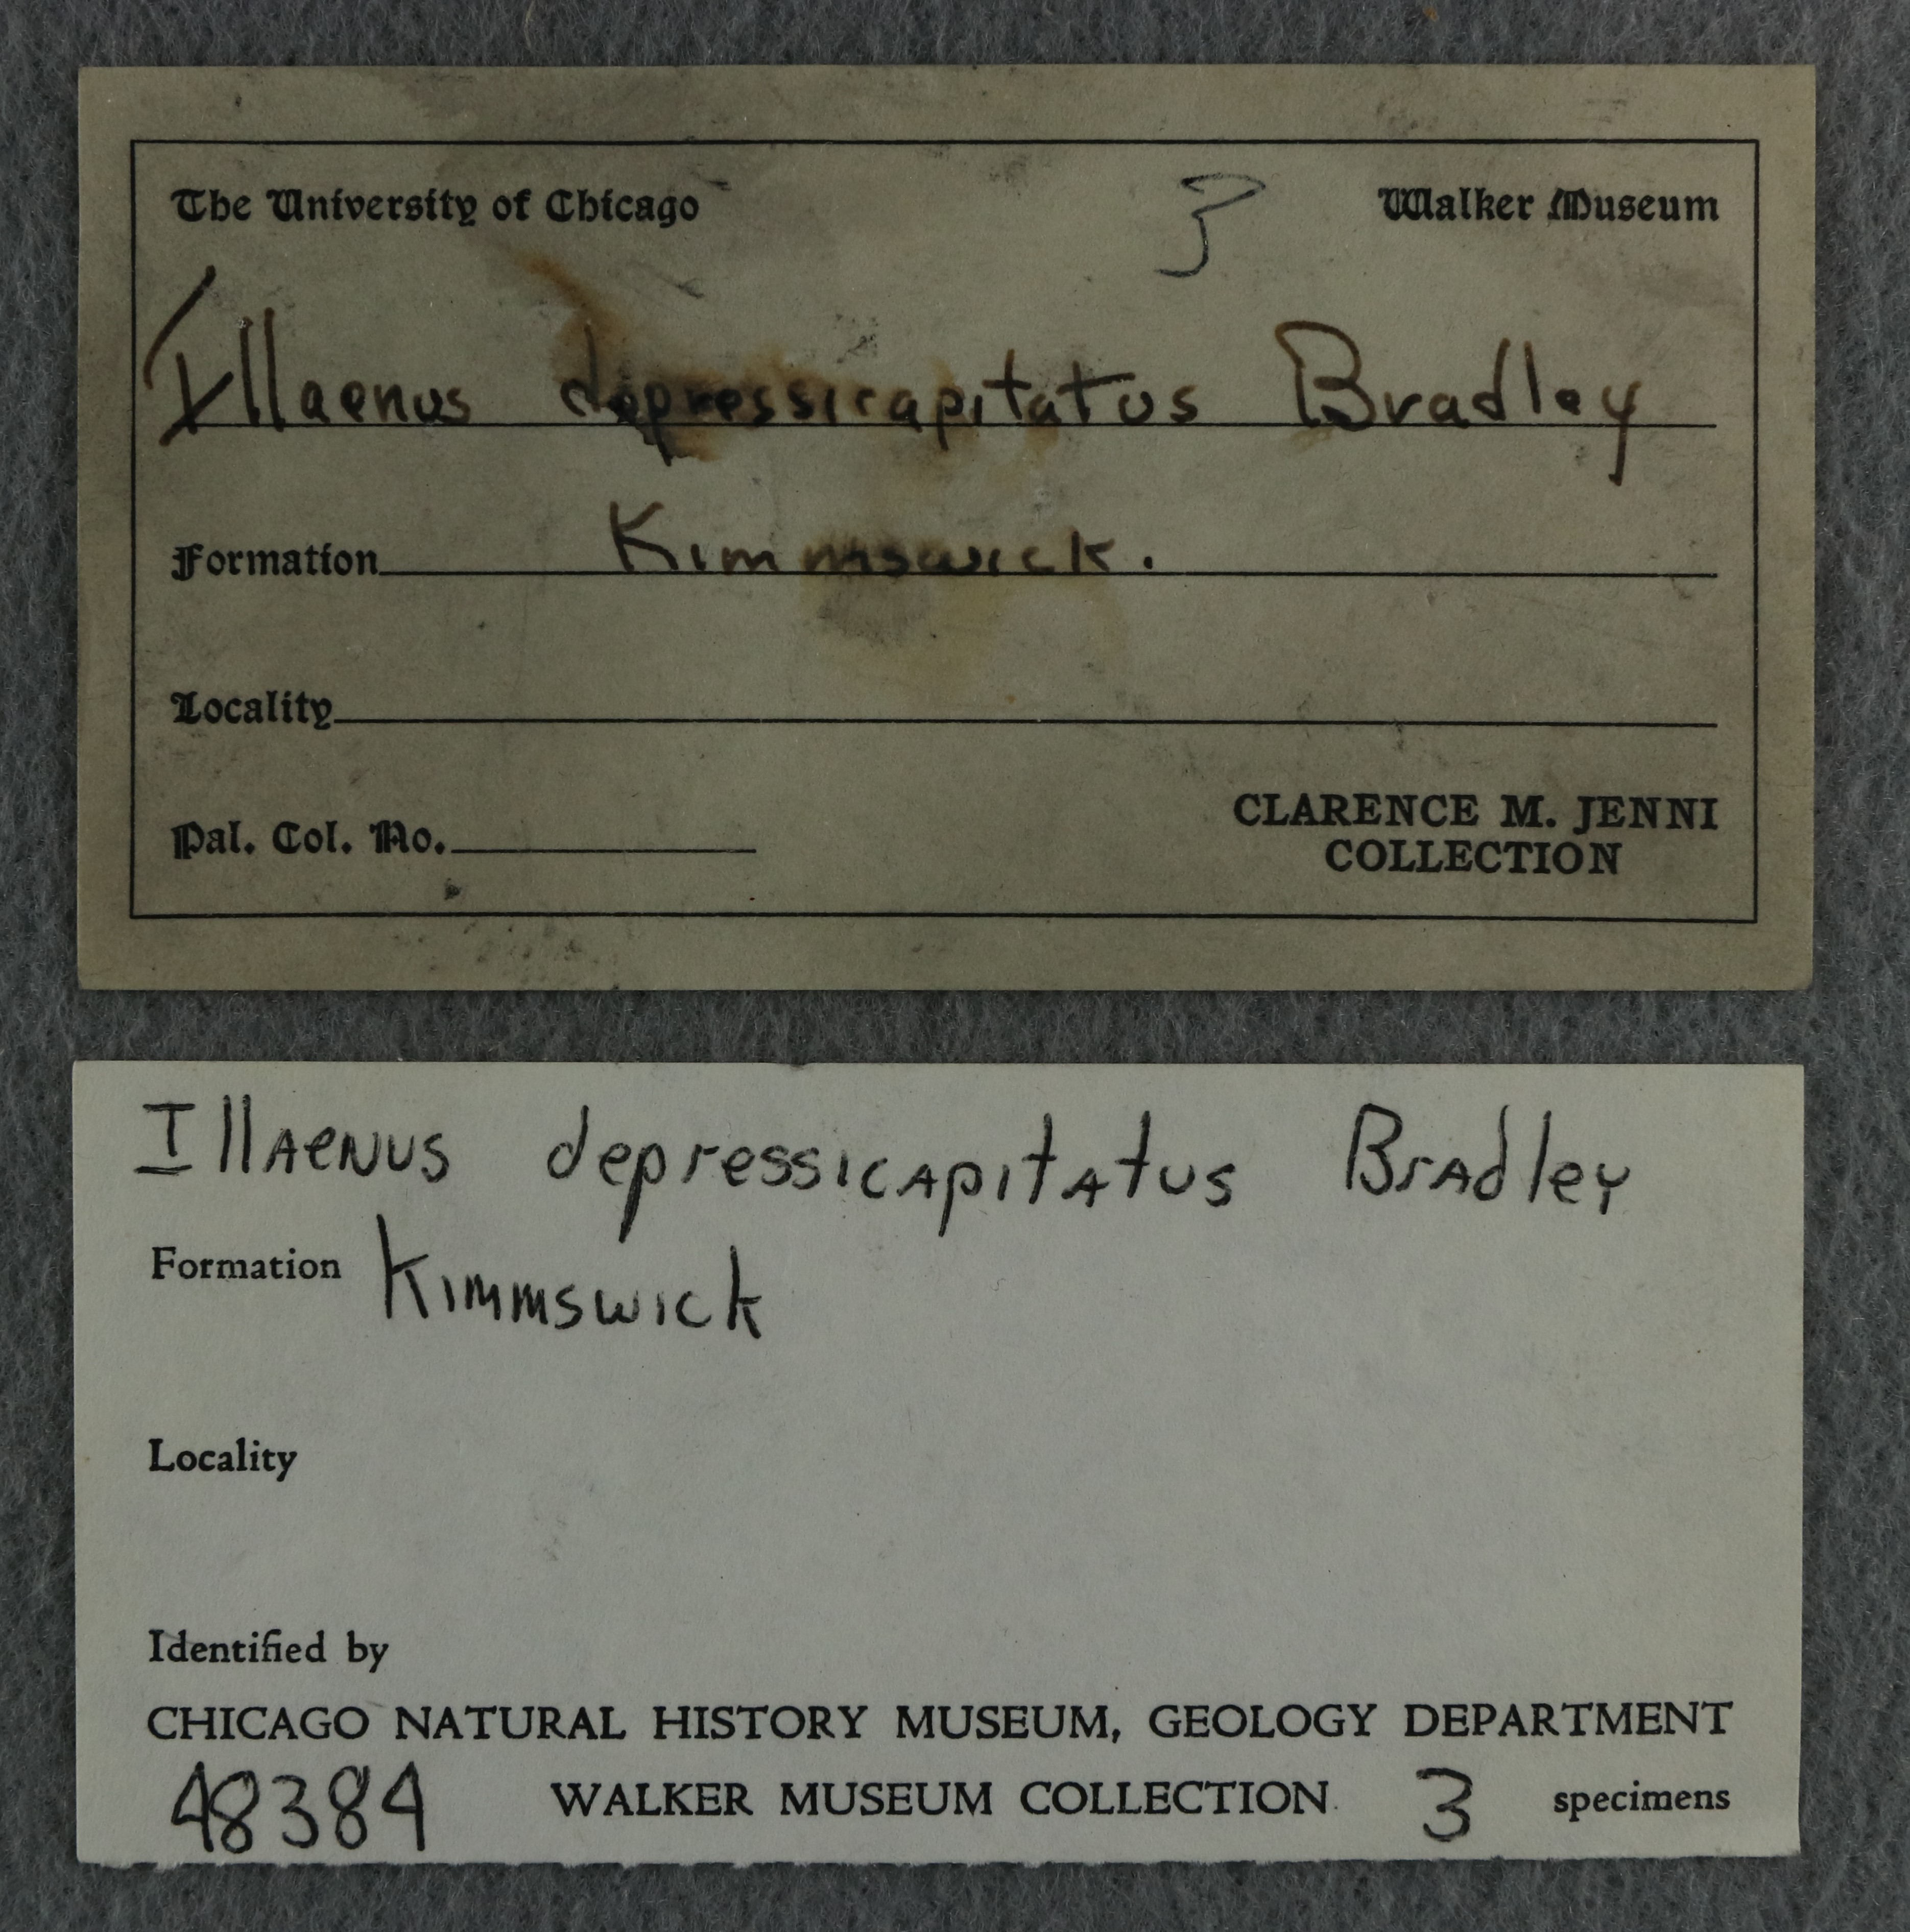 The University of Chicago 3 Walker Museum
Illaenus depressicapitatus Bradley
Formation Kimmswick.
Locality
Pal. Col. No.
CLARENCE M. JENNI
COLLECTION
Illaenus depressicapitatus Bradley
Formation Kimmswick
Locality
Identified by
CHICAGO NATURAL HISTORY MUSEUM, GEOLOGY DEPARTMENT
48384 WALKER MUSEUM COLLECTION 3 specimens